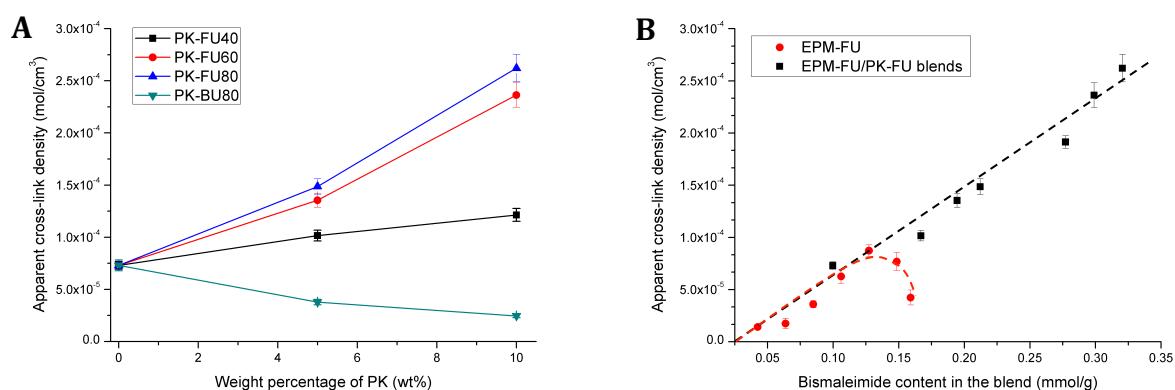 A
3.0x10-4
2.5x10-4
2.0x10-4
1.5x10-4
1.0x10-4
5.0x10-5
0.0
Apparent cross-link density (mol/cm3)
PK-FU40
PK-FU60
PK-FU80
PK-BU80
0 2 4 6 8 10
Weight percentage of PK (wt%)
B
3.0x10-4
2.5x10-4
2.0x10-4
1.5x10-4
1.0x10-4
5.0x10-5
0.0
Apparent cross-link density (mol/cm3)
EPM-FU
EPM-FU/PK-FU blends
0.05 0.10 0.15 0.20 0.25 0.30 0.35
Bismaleimide content in the blend (mmol/g)